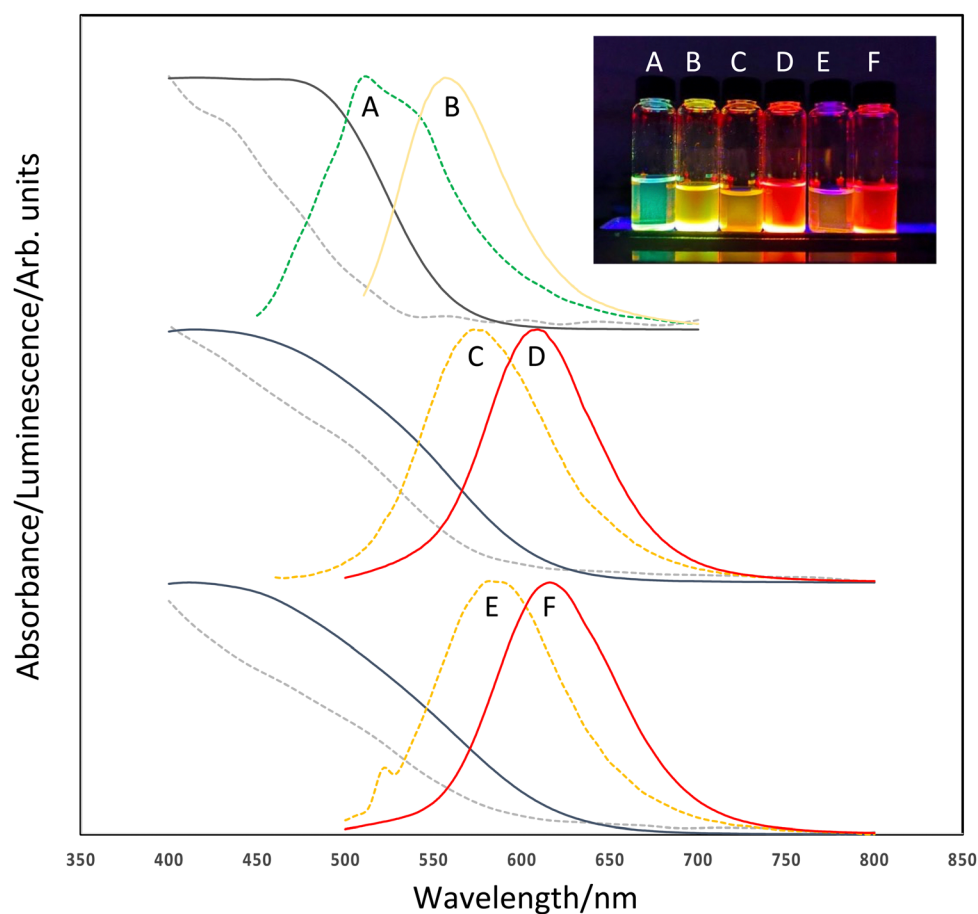 A B C D E F
A B
C D
E F
350 400 450 500 550 600 650 700 750 800 850
Wavelength/nm
Absorbance/Luminescence/Arb. units